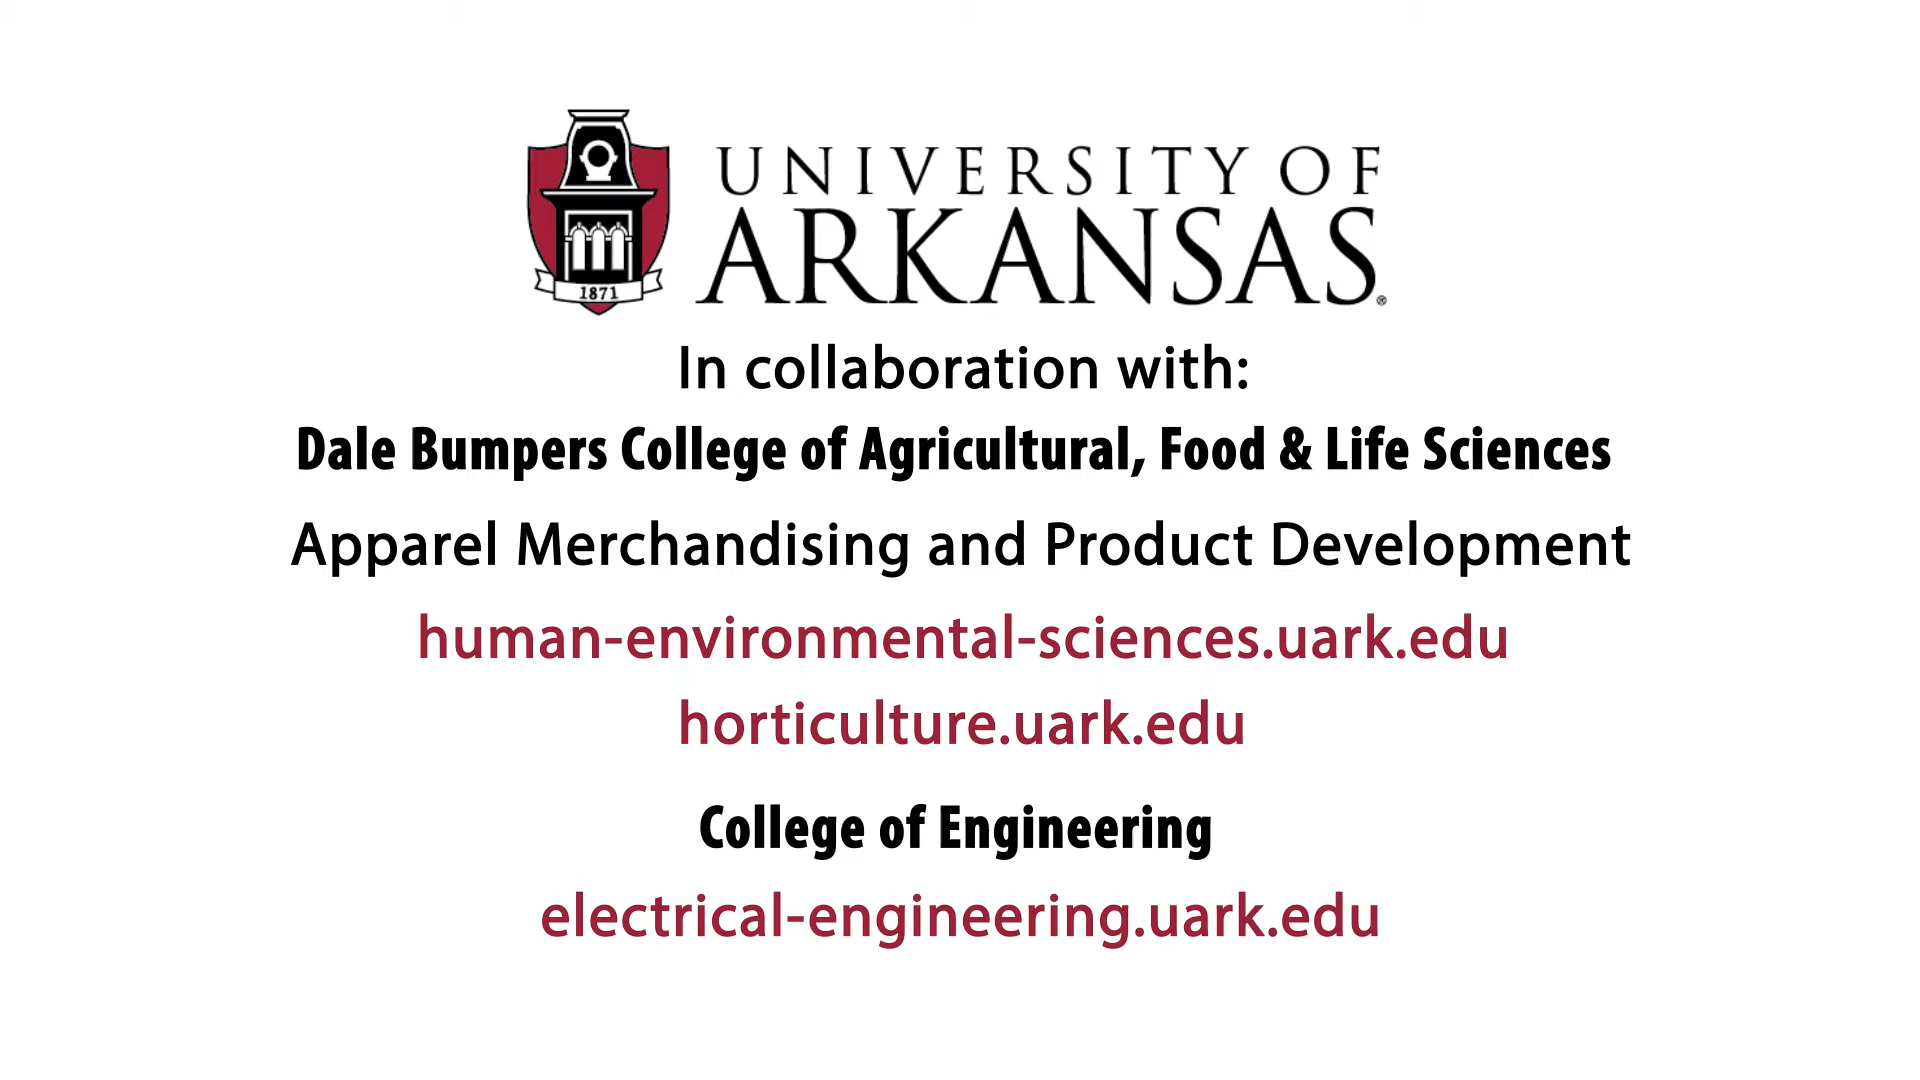 UNIVERSITY OF
ARKANSAS®
1871
In collaboration with:
Dale Bumpers College of Agricultural, Food & Life Sciences
Apparel Merchandising and Product Development
human-environmental-sciences.uark.edu
horticulture.uark.edu
College of Engineering
electrical-engineering.uark.edu